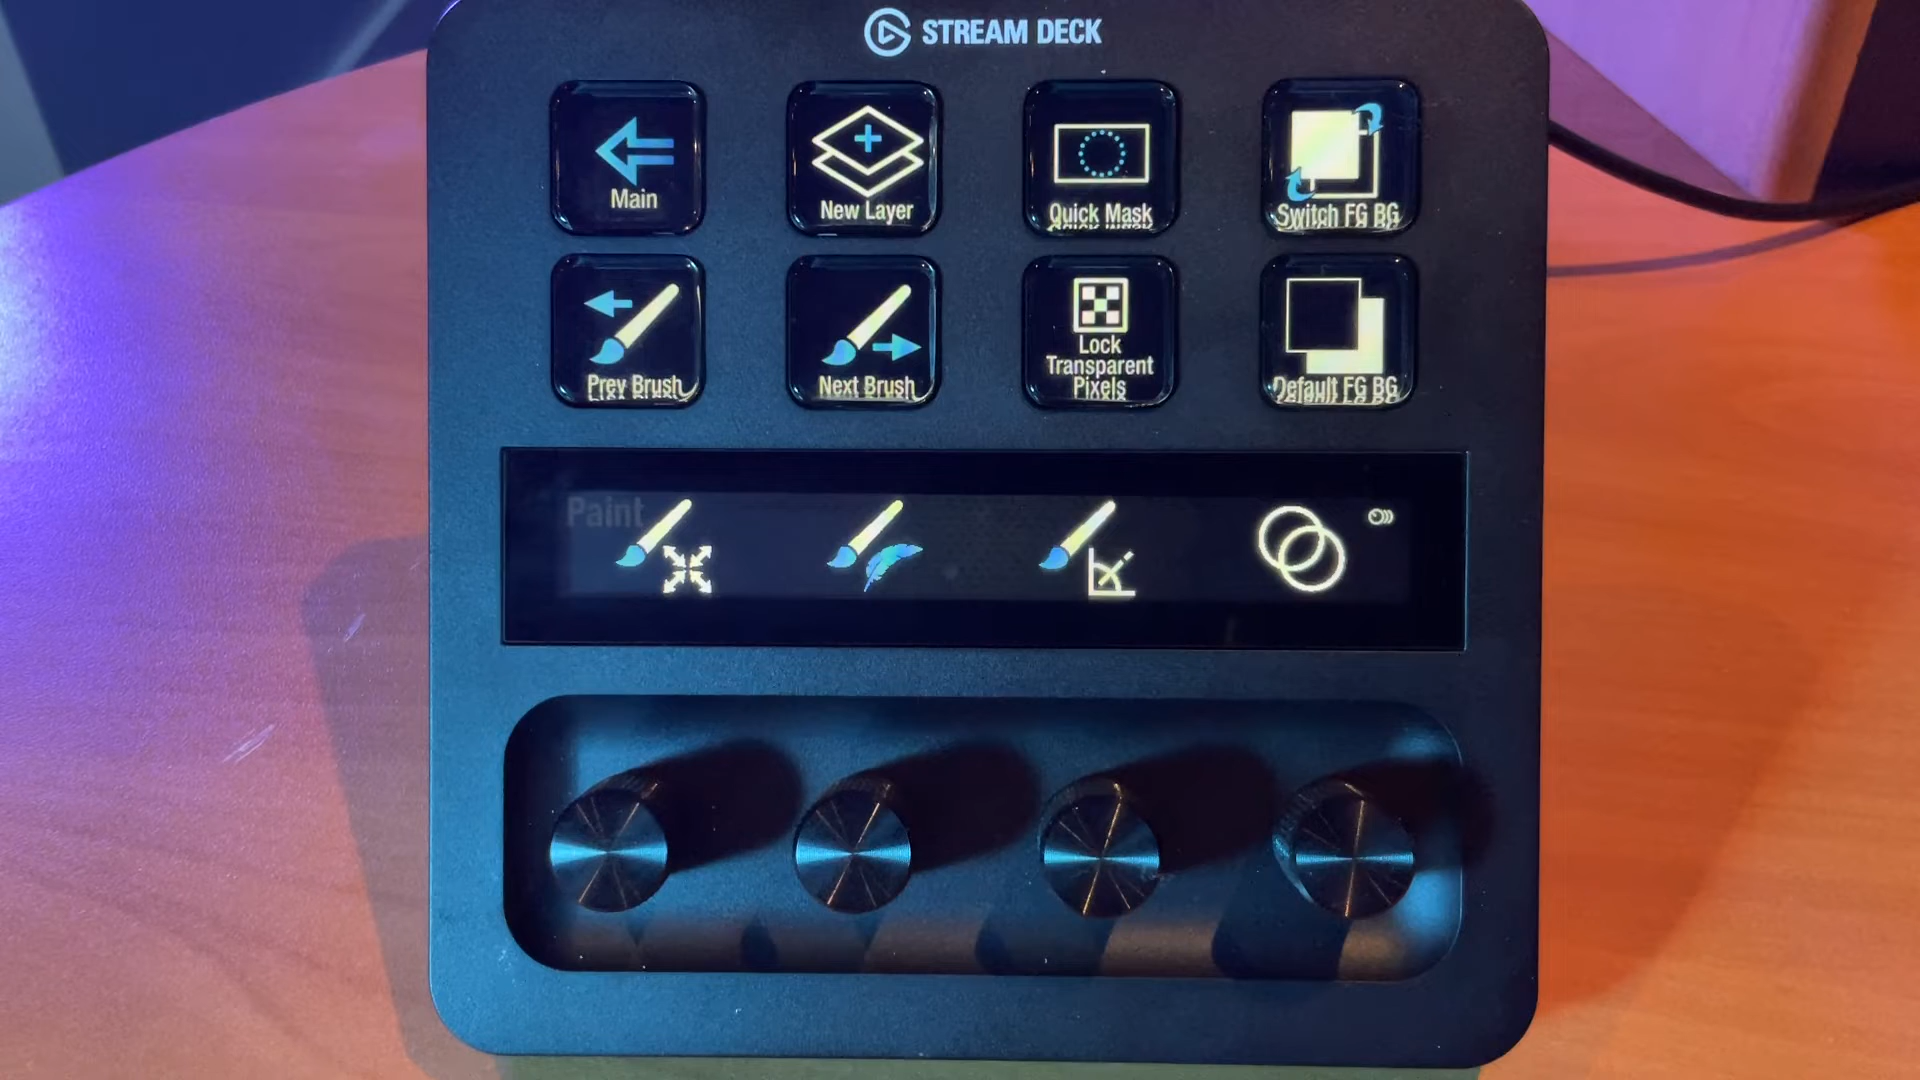 STREAM DECK
Main
New Layer
Quick Mask
Switch FG BG
Prev Brush
Next Brush
Lock
Transparent
Pixels
Default FG BG
Paint